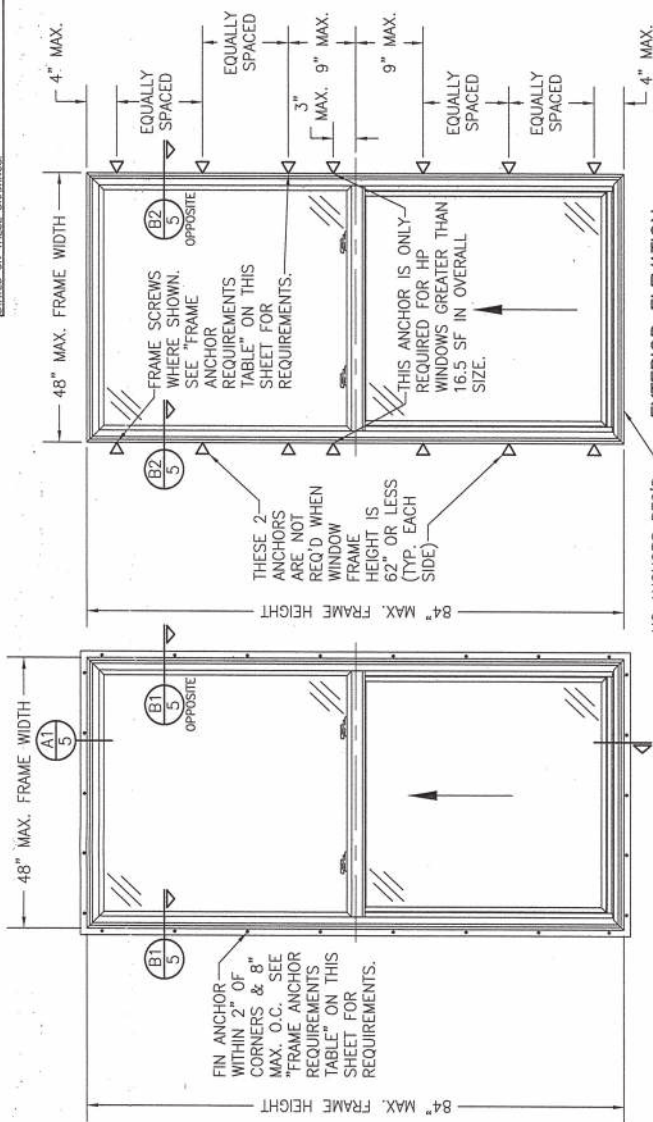 48" MAX. FRAME WIDTH
A1
5
B1
5
B1
5
OPPOSITE
FIN ANCHOR
WITHIN 2" OF
CORNERS & 8"
MAX. O.C. SEE
"FRAME ANCHOR
REQUIREMENTS
TABLE" ON THIS
SHEET FOR
REQUIREMENTS.
84" MAX. FRAME HEIGHT
48" MAX. FRAME WIDTH
4" MAX.
EQUALLY
SPACED
EQUALLY
SPACED
3"
MAX.
9" MAX.
9" MAX.
EQUALLY
SPACED
EQUALLY
SPACED
4" MAX.
B2
5
B2
5
OPPOSITE
FRAME SCREWS
WHERE SHOWN.
SEE "FRAME
ANCHOR
REQUIREMENTS
TABLE" ON THIS
SHEET FOR
REQUIREMENTS.
THESE 2
ANCHORS
ARE NOT
REQ'D WHEN
WINDOW
FRAME
HEIGHT IS
62" OR LESS
(TYP. EACH
SIDE)
THIS ANCHOR IS ONLY
REQUIRED FOR HP
WINDOWS GREATER THAN
16.5 SF IN OVERALL
SIZE.
84" MAX. FRAME HEIGHT